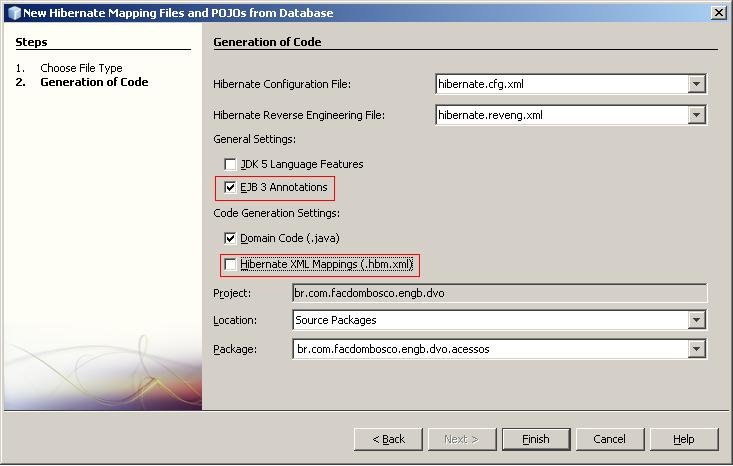 New Hibernate Mapping Files and POJOs from Database
Steps
1. Choose File Type
2. Generation of Code
Generation of Code
Hibernate Configuration File: hibernate.cfg.xml
Hibernate Reverse Engineering File: hibernate.reveng.xml
General Settings:
JDK 5 Language Features
EJB 3 Annotations
Code Generation Settings:
Domain Code (.java)
Hibernate XML Mappings (.hbm.xml)
Project: br.com.facdombosco.engb.dvo
Location: Source Packages
Package: br.com.facdombosco.engb.dvo.acessos
< Back Next > Finish Cancel Help